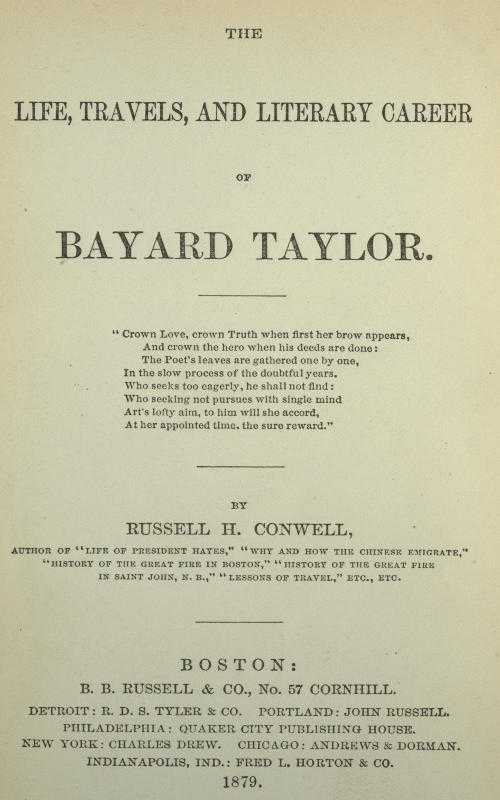 THE
LIFE, TRAVELS, AND LITERARY CAREER
OF
BAYARD TAYLOR.
"Crown Love, crown Truth when first her brow appears,
And crown the hero when his deeds are done:
The Poet's leaves are gathered one by one,
In the slow process of the doubtful years.
Who seeks too eagerly, he shall not find:
Who seeking not pursues with single mind
Art's lofty aim, to him will she accord,
At her appointed time, the sure reward."
BY
RUSSELL H. CONWELL,
AUTHOR OF "LIFE OF PRESIDENT HAYES," "WHY AND HOW THE CHINESE EMIGRATE,"
"HISTORY OF THE GREAT FIRE IN BOSTON," "HISTORY OF THE GREAT FIRE
IN SAINT JOHN, N. B.," "LESSONS OF TRAVEL," ETC., ETC.
BOSTON:
B. B. RUSSELL & CO., No. 57 CORNHILL.
DETROIT: R. D. S. TYLER & CO. PORTLAND: JOHN RUSSELL.
PHILADELPHIA: QUAKER CITY PUBLISHING HOUSE.
NEW YORK: CHARLES DREW. CHICAGO: ANDREWS & DORMAN.
INDIANAPOLIS, IND.: FRED L. HORTON & CO.
1879.